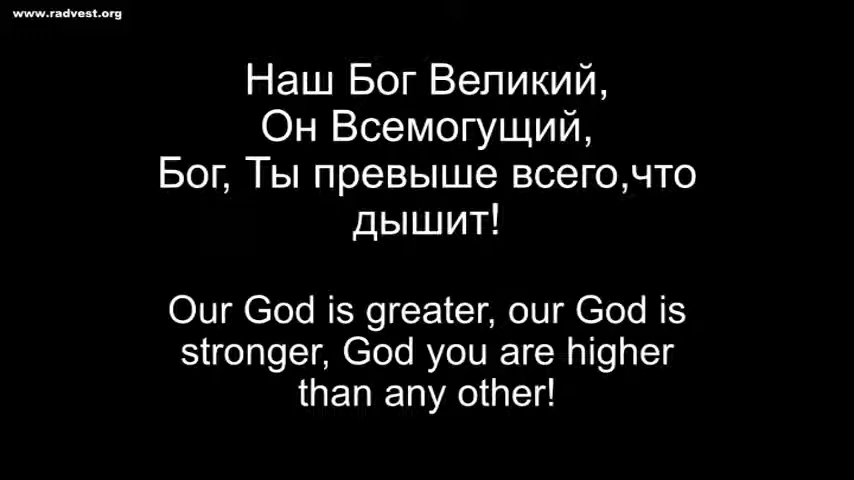 www.radvest.org
Наш Бог Великий,
Он Всемогущий,
Бог, Ты превыше всего,что
дышит!
Our God is greater, our God is
stronger, God you are higher
than any other!